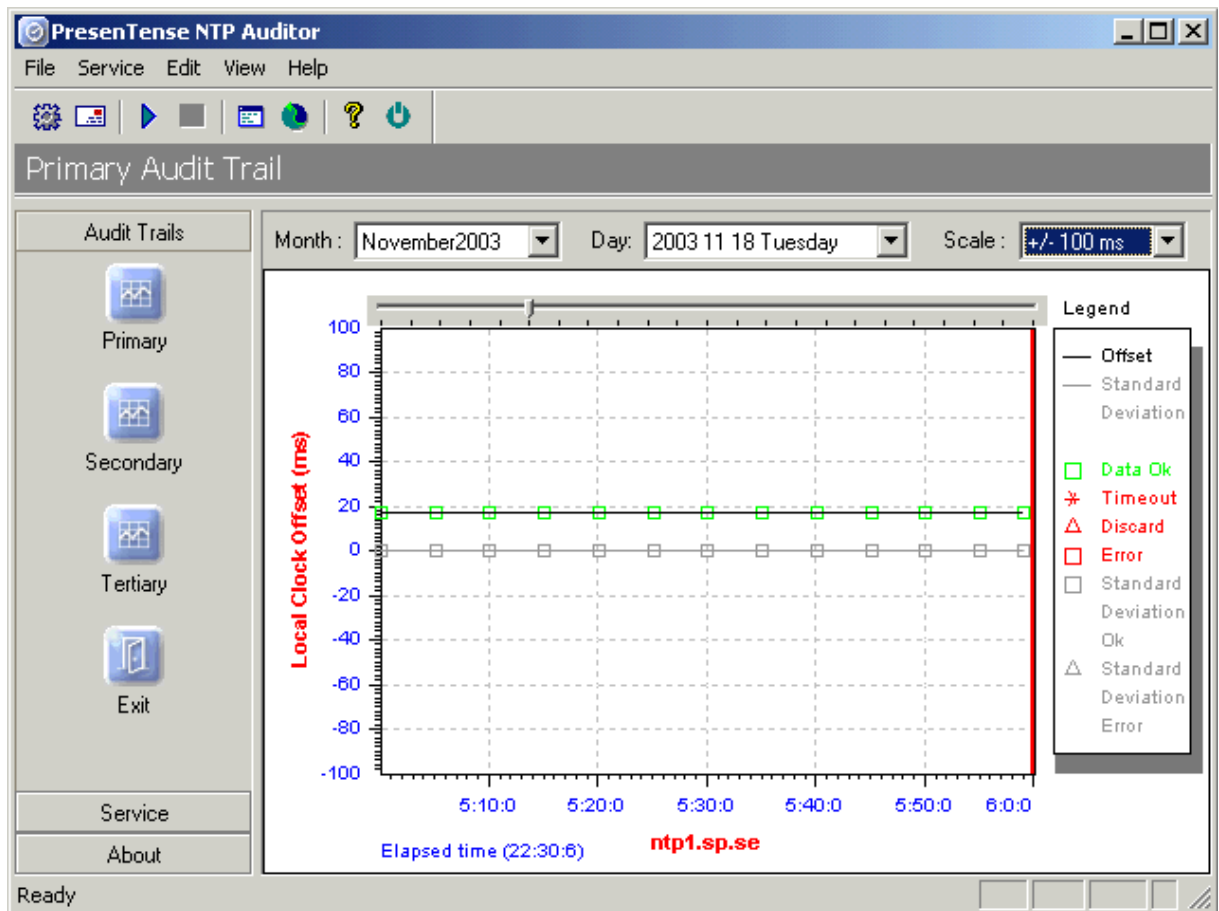 PresenTense NTP Auditor
File Service Edit View Help
Primary Audit Trail
Audit Trails
Primary
Secondary
Tertiary
Exit
Service
About
Month : November2003 Day: 2003 11 18 Tuesday Scale : +/- 100 ms
Local Clock Offset (ms)
100
80
60
40
20
0
-20
-40
-60
-80
-100
5:10:0 5:20:0 5:30:0 5:40:0 5:50:0 6:0:0
Elapsed time (22:30:6)
ntp1.sp.se
Legend
Offset
Standard
Deviation
Data Ok
Timeout
Discard
Error
Standard
Deviation
Ok
Standard
Deviation
Error
Ready